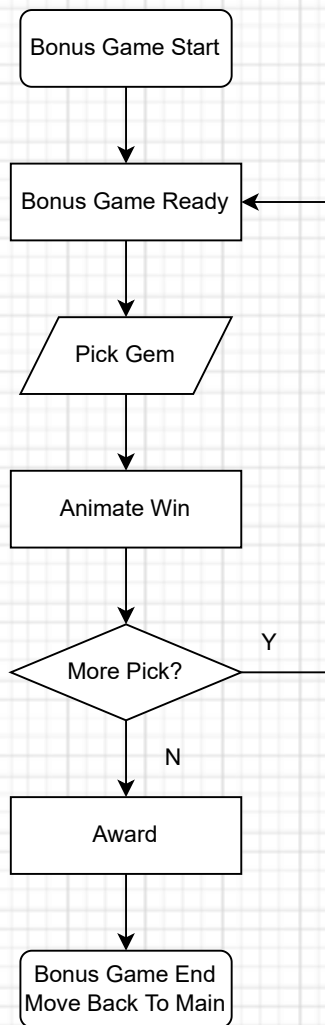 Bonus Game Start
Bonus Game Ready
Pick Gem
Animate Win
More Pick?
Y
N
Award
Bonus Game End
Move Back To Main